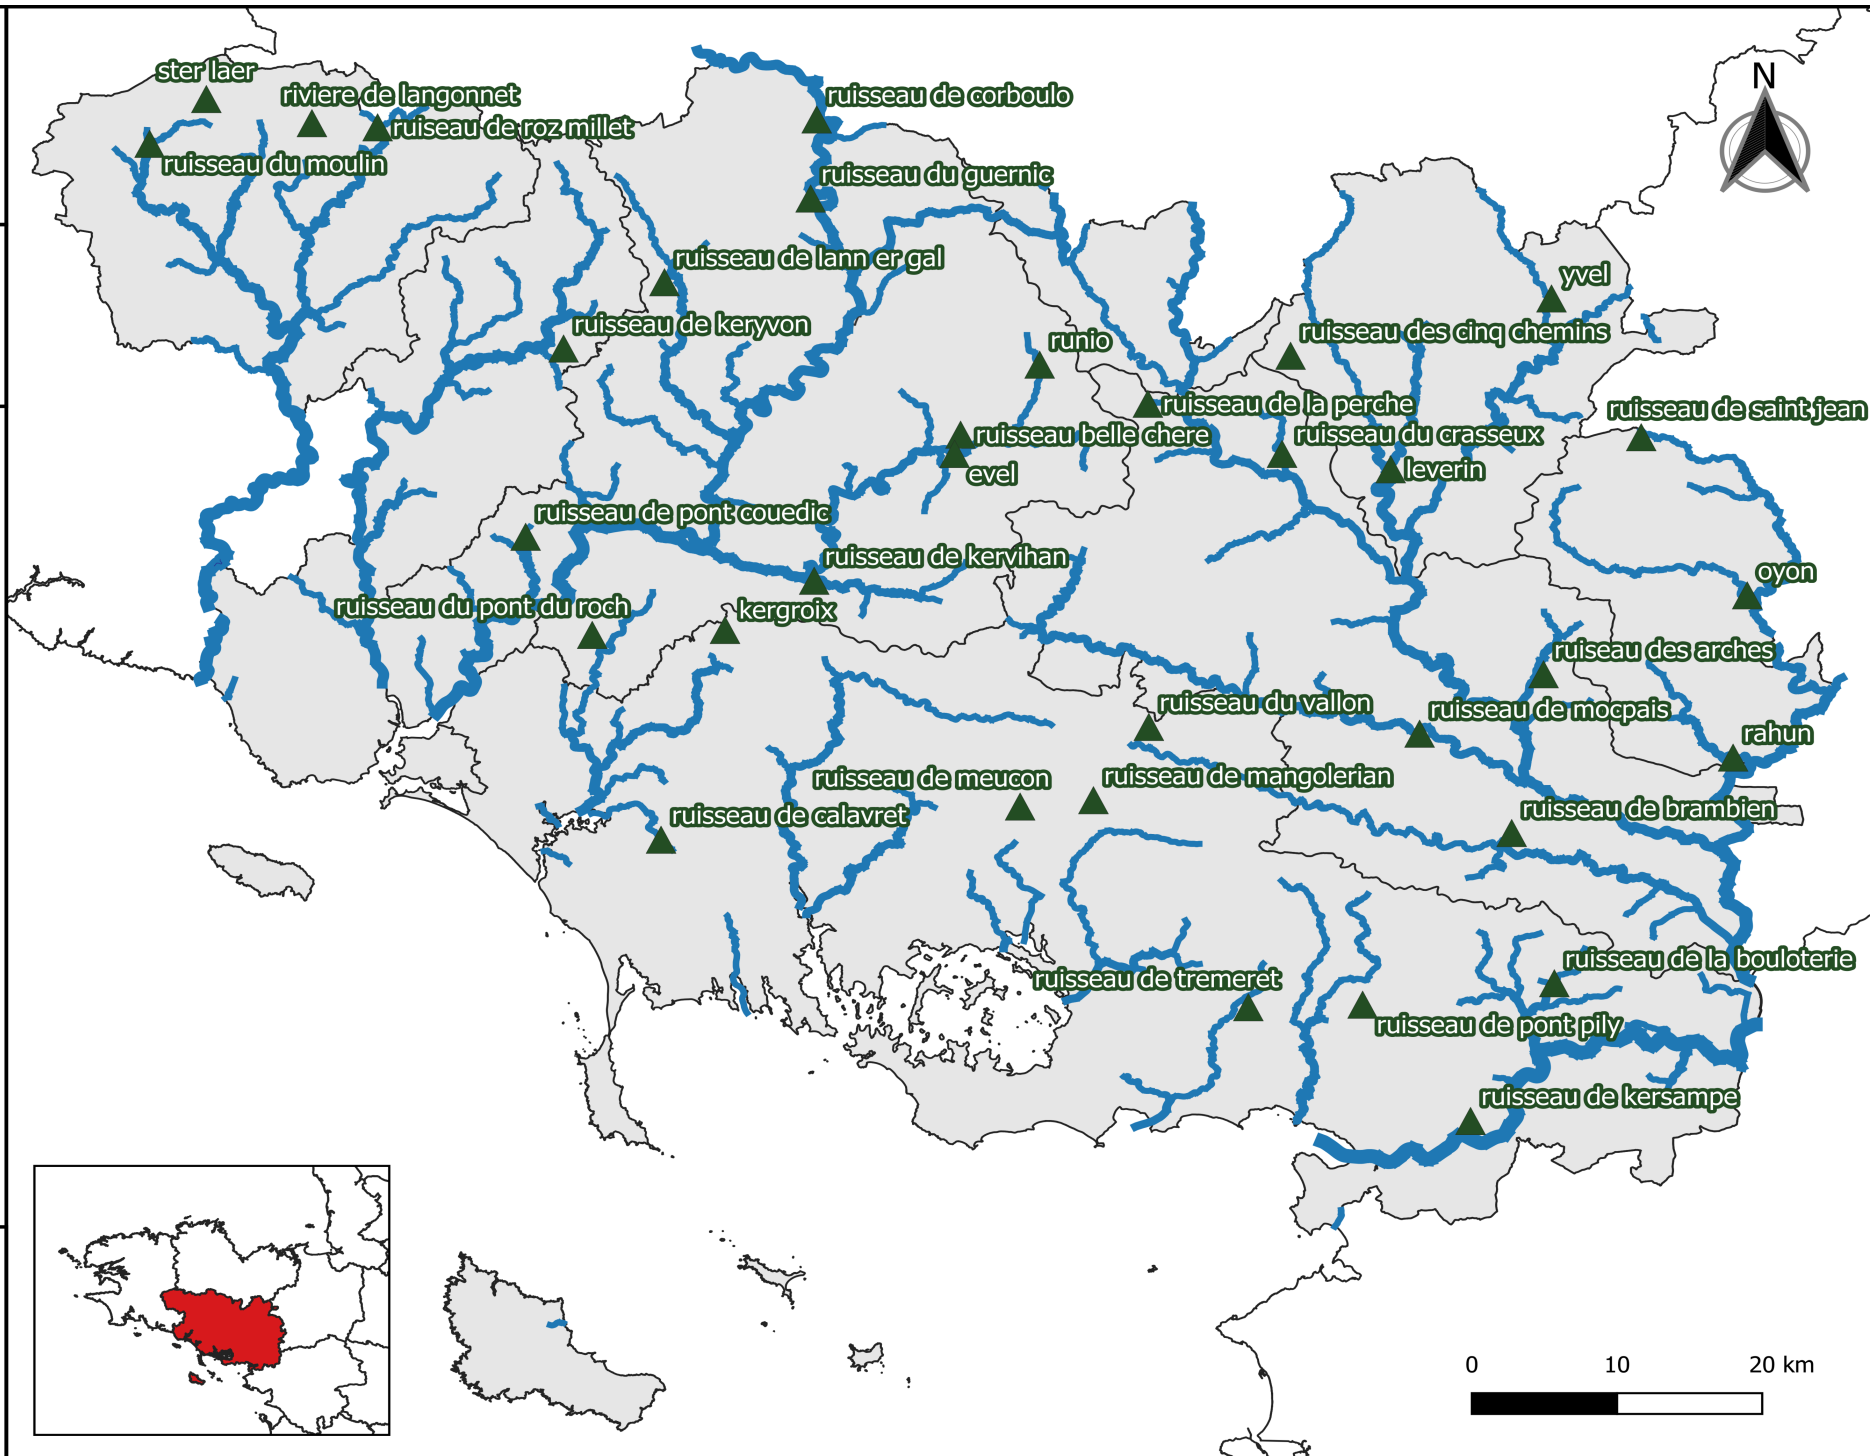 ster laer
riviere de langonnet
ruisseau de corboulo
N
ruiseau de roz millet
ruisseau du moulin
ruisseau du guernic
ruisseau de lann er gal
yvel
ruisseau de keryvon
ruisseau des cinq chemins
runio
ruisseau de la perche
ruisseau de saint jean
ruisseau belle chere
ruisseau du crasseux
evel
leverin
ruisseau de pont couedic
ruisseau de kervihan
oyon
ruisseau du pont du roch
kergroix
ruiseau des arches
ruisseau du vallon
ruisseau de mocpais
rahun
ruisseau de meucon
ruisseau de mangolerian
ruisseau de calavret
ruisseau de brambien
ruisseau de la bouloterie
ruisseau de tremeret
ruisseau de pont pily
ruisseau de kersampe
0 10 20 km